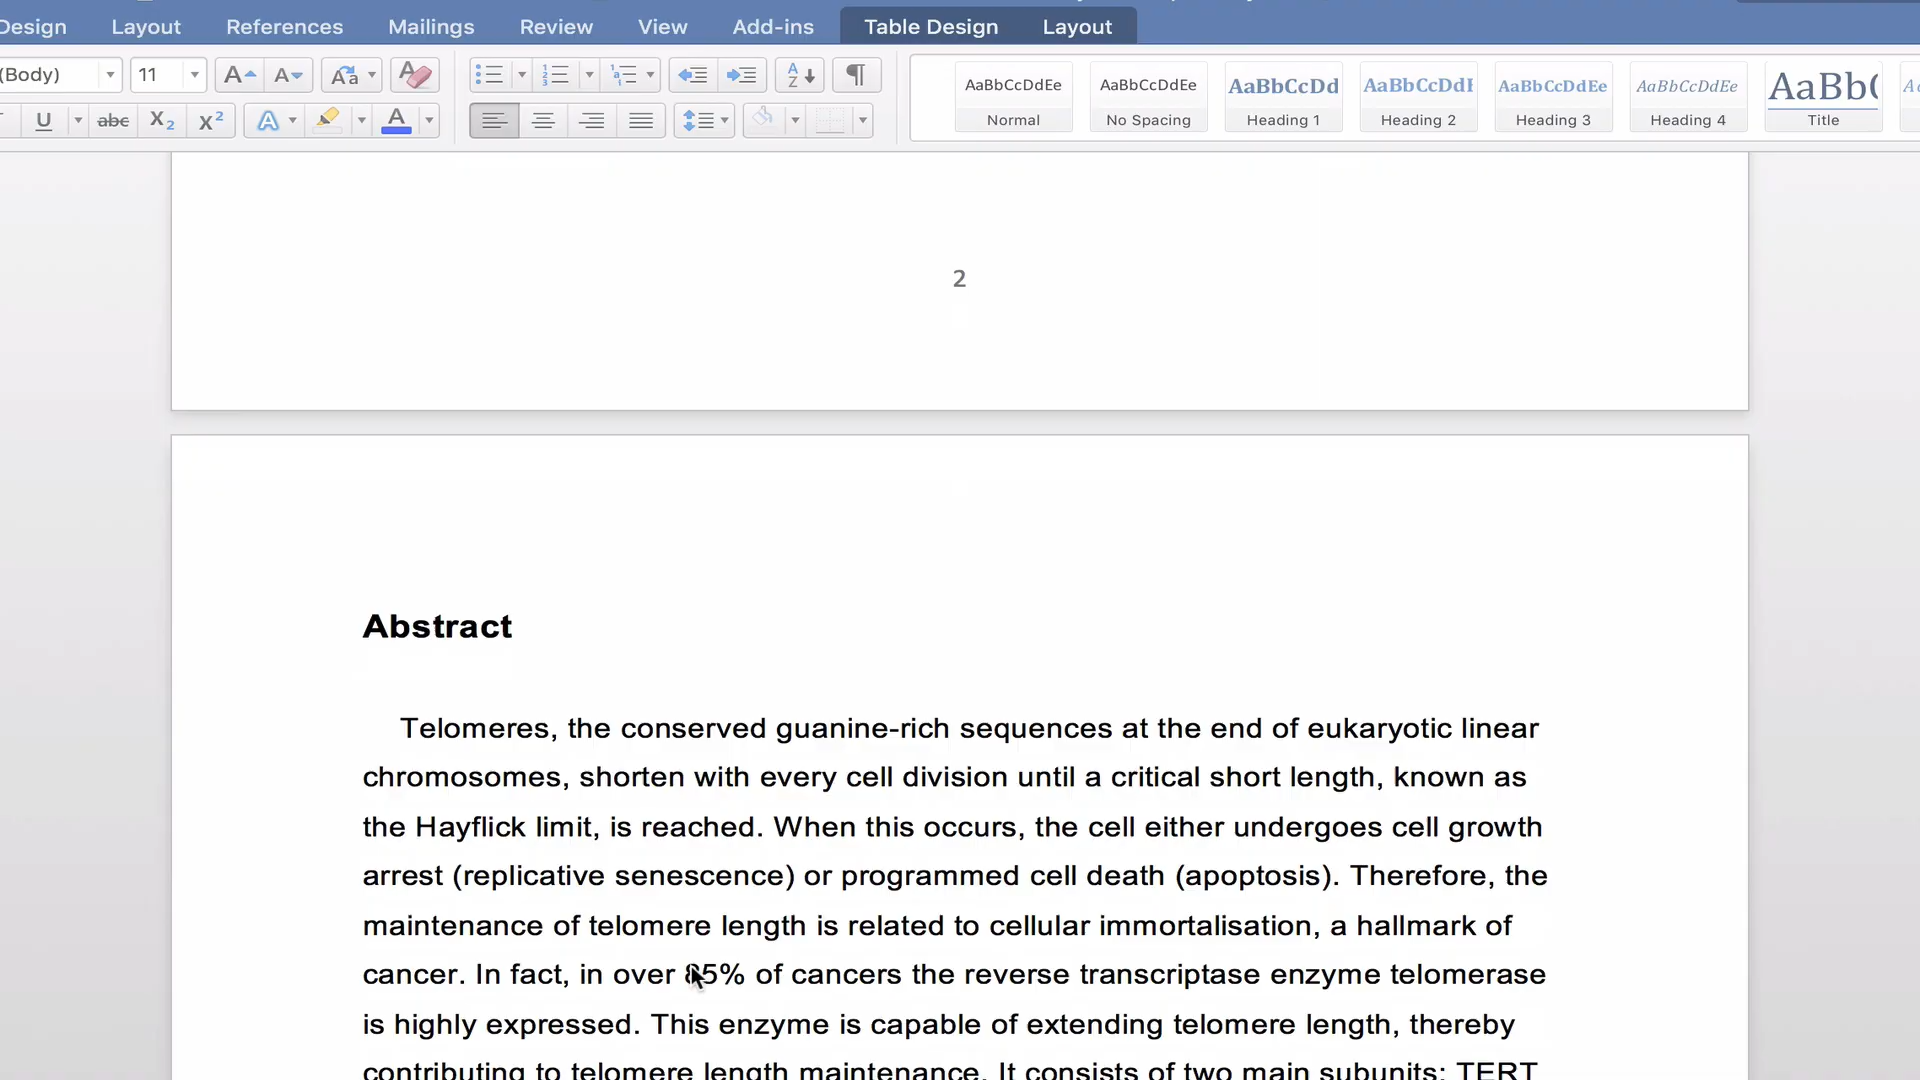 Design Layout References Mailings Review View Add-ins Table Design Layout
(Body) 11 A A Aa A A Z ¶
U abc X2 X2 A A
AaBbCcDdEe AaBbCcDdEe AaBbCcDd AaBbCcDdE AaBbCcDdEe AaBbCcDdEe AaBb(
Normal No Spacing Heading 1 Heading 2 Heading 3 Heading 4 Title
2
Abstract
Telomeres, the conserved guanine-rich sequences at the end of eukaryotic linear
chromosomes, shorten with every cell division until a critical short length, known as
the Hayflick limit, is reached. When this occurs, the cell either undergoes cell growth
arrest (replicative senescence) or programmed cell death (apoptosis). Therefore, the
maintenance of telomere length is related to cellular immortalisation, a hallmark of
cancer. In fact, in over 85% of cancers the reverse transcriptase enzyme telomerase
is highly expressed. This enzyme is capable of extending telomere length, thereby
contributing to telomere length maintenance. It consists of two main subunits: TERT